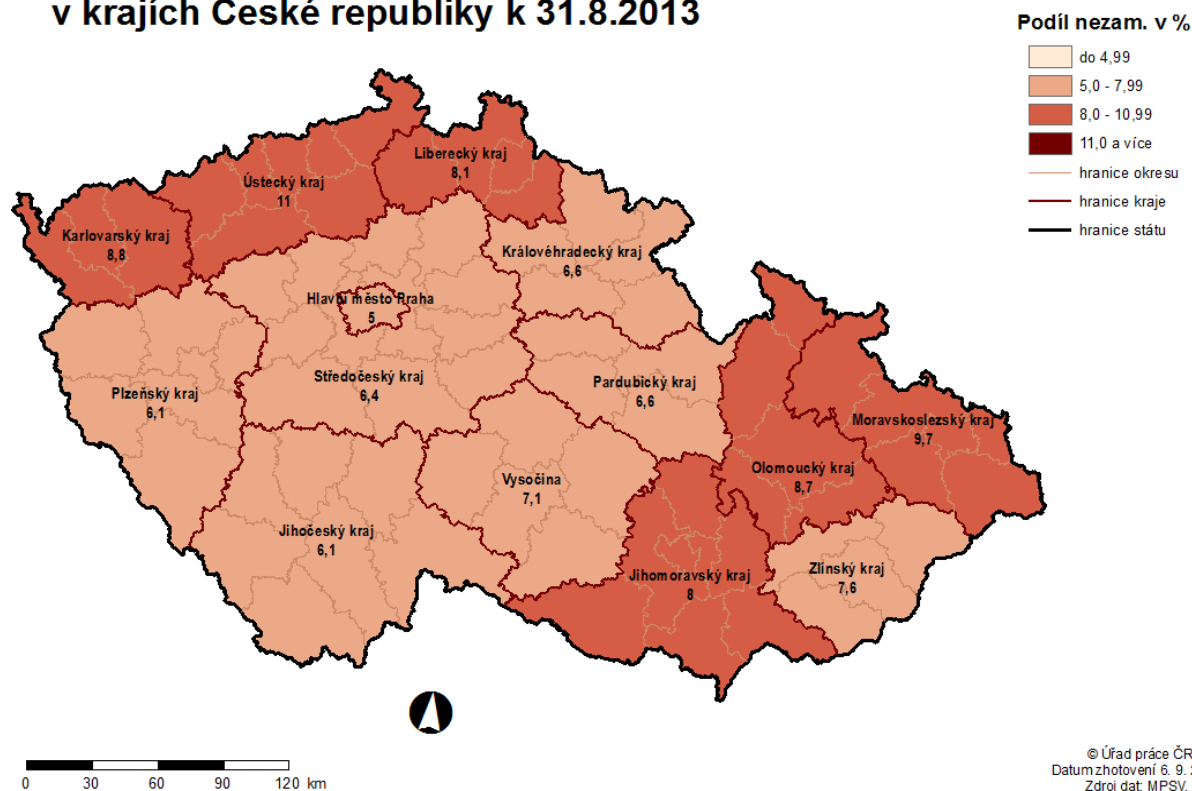 v krajích České republiky k 31.8.2013
Podíl nezam. v %
do 4,99
5,0 - 7,99
8,0 - 10,99
11,0 a více
hranice okresu
hranice kraje
hranice státu
Liberecký kraj
8,1
Ústecký kraj
11
Karlovarský kraj
8,8
Královéhradecký kraj
6,6
Hlavní město Praha
5
Středočeský kraj
6,4
Pardubický kraj
6,6
Plzeňský kraj
6,1
Moravskoslezský kraj
9,7
Olomoucký kraj
8,7
Vysočina
7,1
Jihočeský kraj
6,1
Zlínský kraj
7,6
Jihomoravský kraj
8
0 30 60 90 120 km
© Úřad práce ČR
Datum zhotovení 6. 9.
Zdroj dat: MPSV,